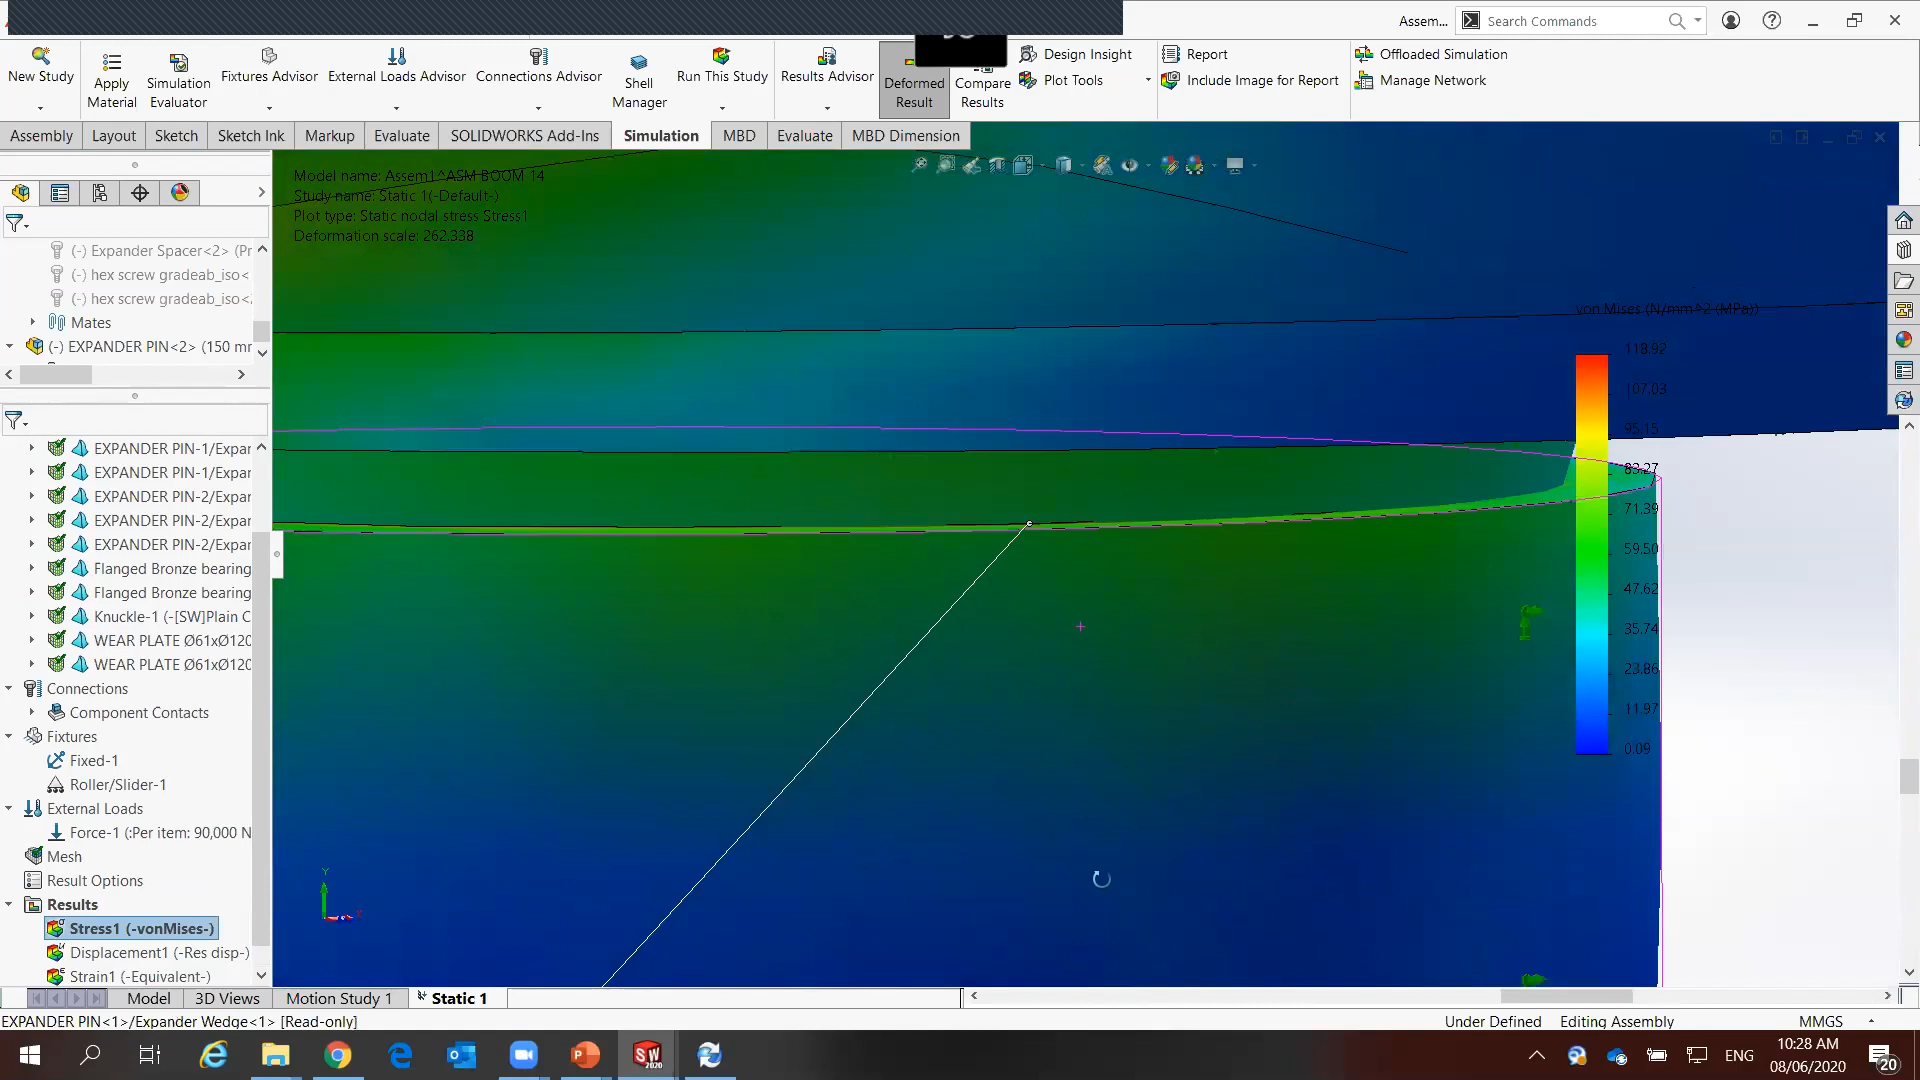 Assem...
Search Commands
New Study
Apply Material
Simulation Evaluator
Fixtures Advisor
External Loads Advisor
Connections Advisor
Shell Manager
Run This Study
Results Advisor
Deformed Result
Compare Results
Design Insight
Plot Tools
Report
Include Image for Report
Offloaded Simulation
Manage Network
Assembly
Layout
Sketch
Sketch Ink
Markup
Evaluate
SOLIDWORKS Add-Ins
Simulation
MBD
Evaluate
MBD Dimension
(-) Expander Spacer<2> (Pr
(-) hex screw gradeab_iso<
(-) hex screw gradeab_iso<
Mates
(-) EXPANDER PIN<2> (150 mr
EXPANDER PIN-1/Expar
EXPANDER PIN-1/Expar
EXPANDER PIN-2/Expar
EXPANDER PIN-2/Expar
EXPANDER PIN-2/Expar
Flanged Bronze bearing
Flanged Bronze bearing
Knuckle-1 (-[SW]Plain C
WEAR PLATE Ø61xØ120
WEAR PLATE Ø61xØ120
Connections
Component Contacts
Fixtures
Fixed-1
Roller/Slider-1
External Loads
Force-1 (:Per item: 90,000 N
Mesh
Result Options
Results
Stress1 (-vonMises-)
Displacement1 (-Res disp-)
Strain1 (-Equivalent-)
Model name: Assem1^ASM BOOM 14
Study name: Static 1(-Default-)
Plot type: Static nodal stress Stress1
Deformation scale: 262.338
von Mises (N/mm^2 (MPa))
118.92
107.03
95.15
83.27
71.39
59.50
47.62
35.74
23.86
11.97
0.09
Y
X
Model
3D Views
Motion Study 1
Static 1
EXPANDER PIN<1>/Expander Wedge<1> [Read-only]
Under Defined
Editing Assembly
MMGS
SW
2020
ENG
10:28 AM
08/06/2020
20